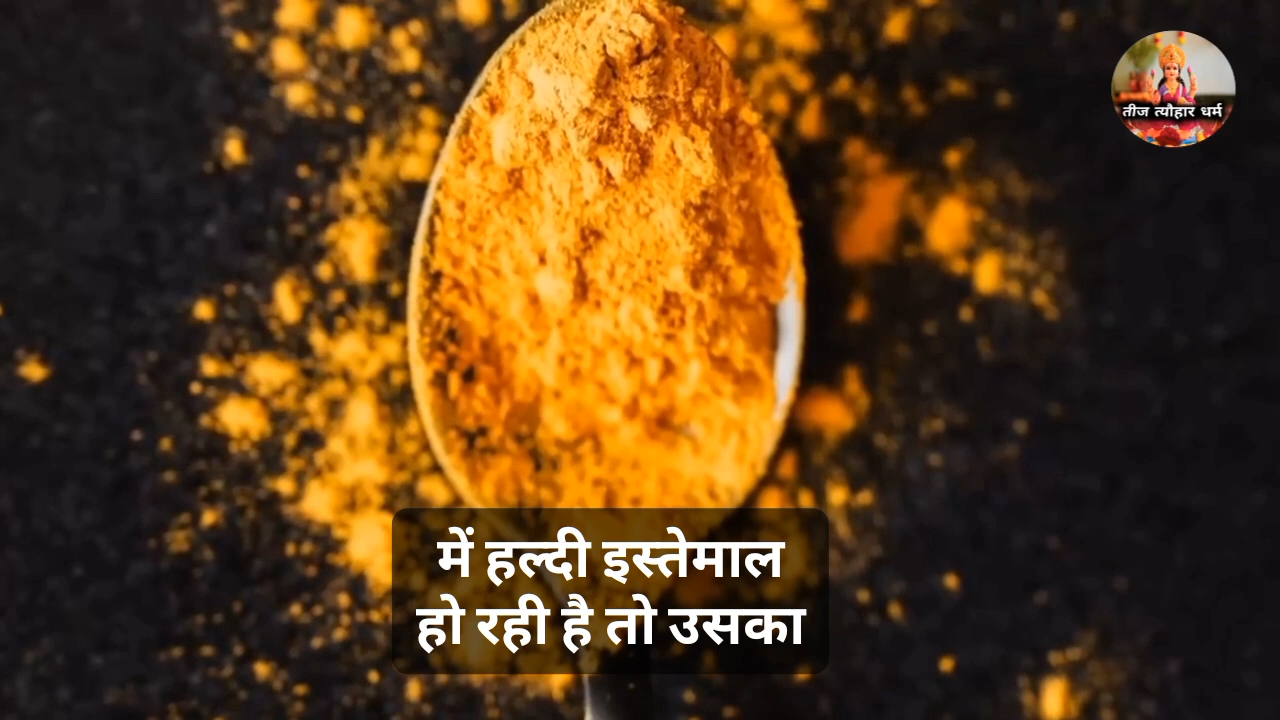 तीज त्यौहार धर्म
में हल्दी इस्तेमाल
हो रही है तो उसका